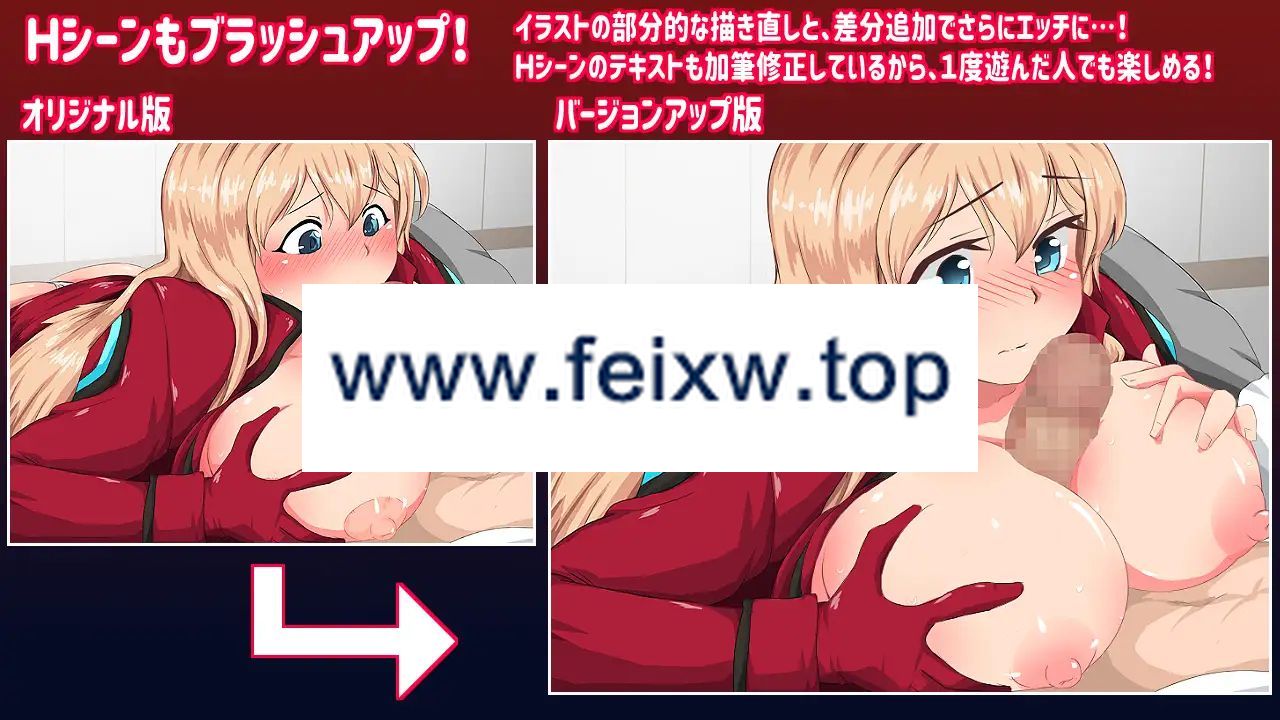 Hシーンもブラッシュアップ!
イラストの部分的な描き直しと、差分追加でさらにエッチに…!
Hシーンのテキストも加筆修正しているから、1度遊んだ人でも楽しめる!
オリジナル版
バージョンアップ版
www.feixw.top